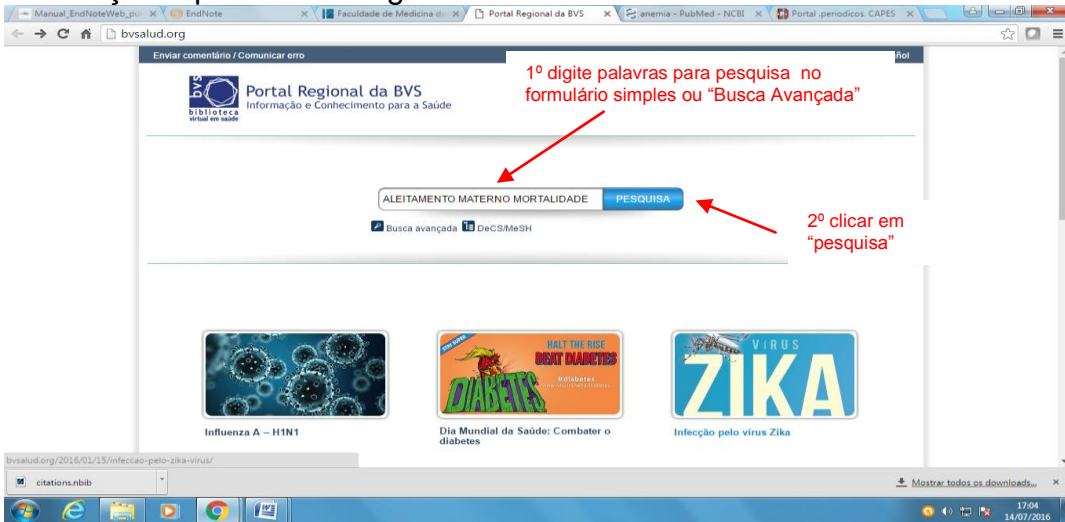 Manual_EndNoteWeb_pu
EndNote
Faculdade de Medicina d
Portal Regional da BVS
anemia - PubMed - NCBI
Portal .periodicos. CAPES
bvsalud.org
Enviar comentário / Comunicar erro
ñol
bvs
biblioteca
virtual em saúde
Portal Regional da BVS
Informação e Conhecimento para a Saúde
1º digite palavras para pesquisa no
formulário simples ou “Busca Avançada”
ALEITAMENTO MATERNO MORTALIDADE
PESQUISA
Busca avançada
DeCS/MeSH
2º clicar em
“pesquisa”
HALT THE RISE
BEAT DIABETES
#diabetes
DIABETES
VÍRUS
ZIKA
Influenza A – H1N1
Dia Mundial da Saúde: Combater o
diabetes
Infecção pelo vírus Zika
bvsalud.org/2016/01/15/infeccao-pelo-zika-virus/
citations.nbib
Mostrar todos os downloads...
17:04
14/07/2016